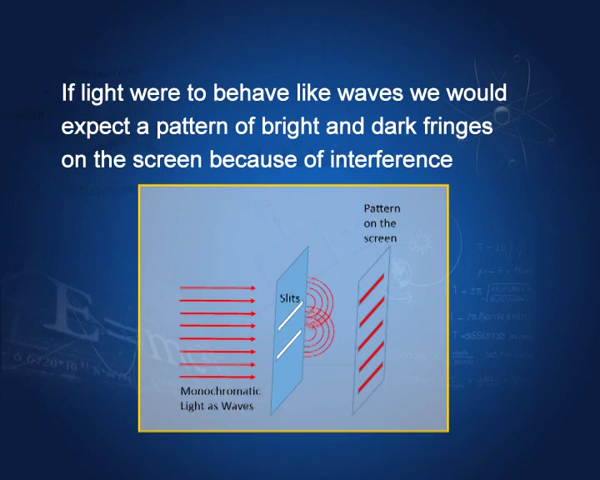 If light were to behave like waves we would
expect a pattern of bright and dark fringes
on the screen because of interference
Pattern
on the
screen
Slits
Monochromatic
Light as Waves